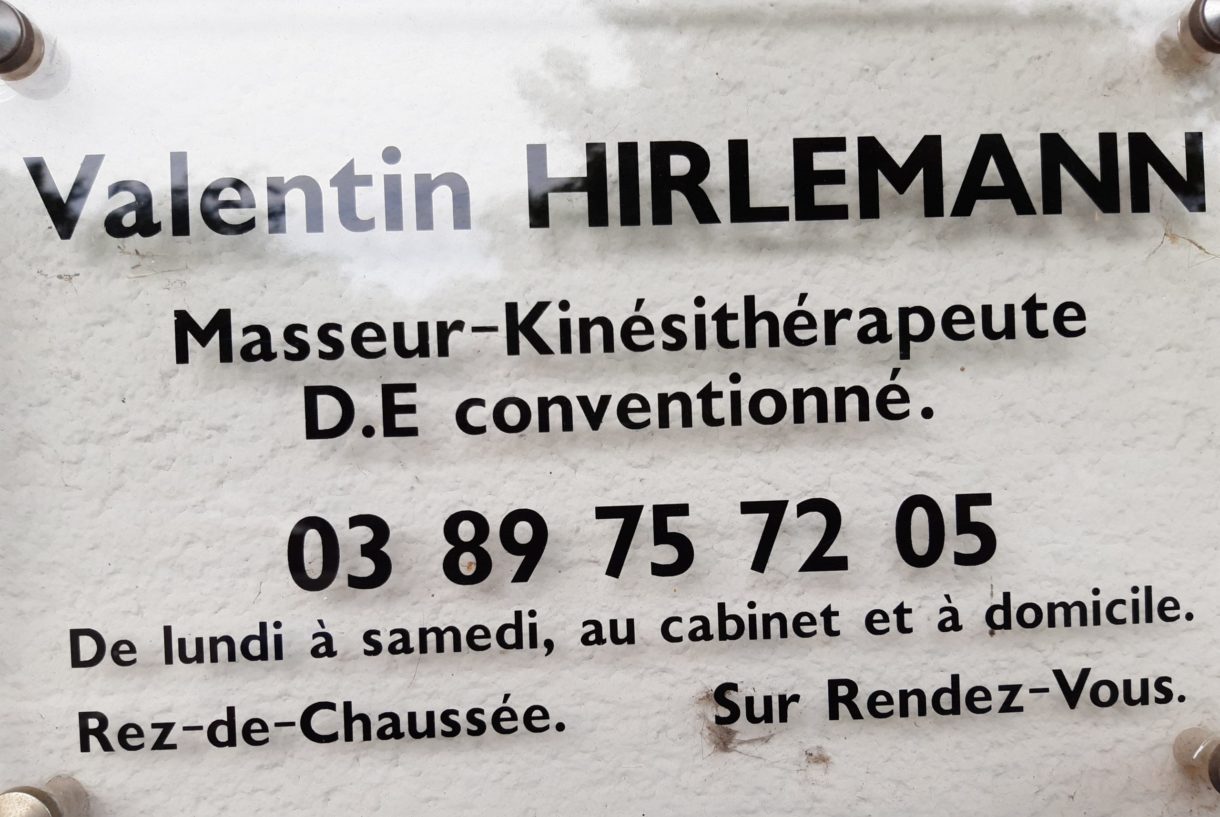 Valentin HIRLEMANN
Masseur-Kinésithérapeute
D.E conventionné.
03 89 75 72 05
De lundi à samedi, au cabinet et à domicile.
Rez-de-Chaussée. Sur Rendez-Vous.